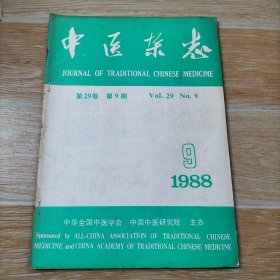 中医杂志
JOURNAL OF TRADITIONAL CHINESE MEDICINE
第29卷 第9期 Vol. 29 No. 9
9
1988
中华全国中医学会 中国中医研究院 主办
Sponsored by ALL-CHINA ASSOCIATION OF TRADITIONAL CHINESE
MEDICINE and CHINA ACADEMY OF TRADITIONAL CHINESE MEDICINE